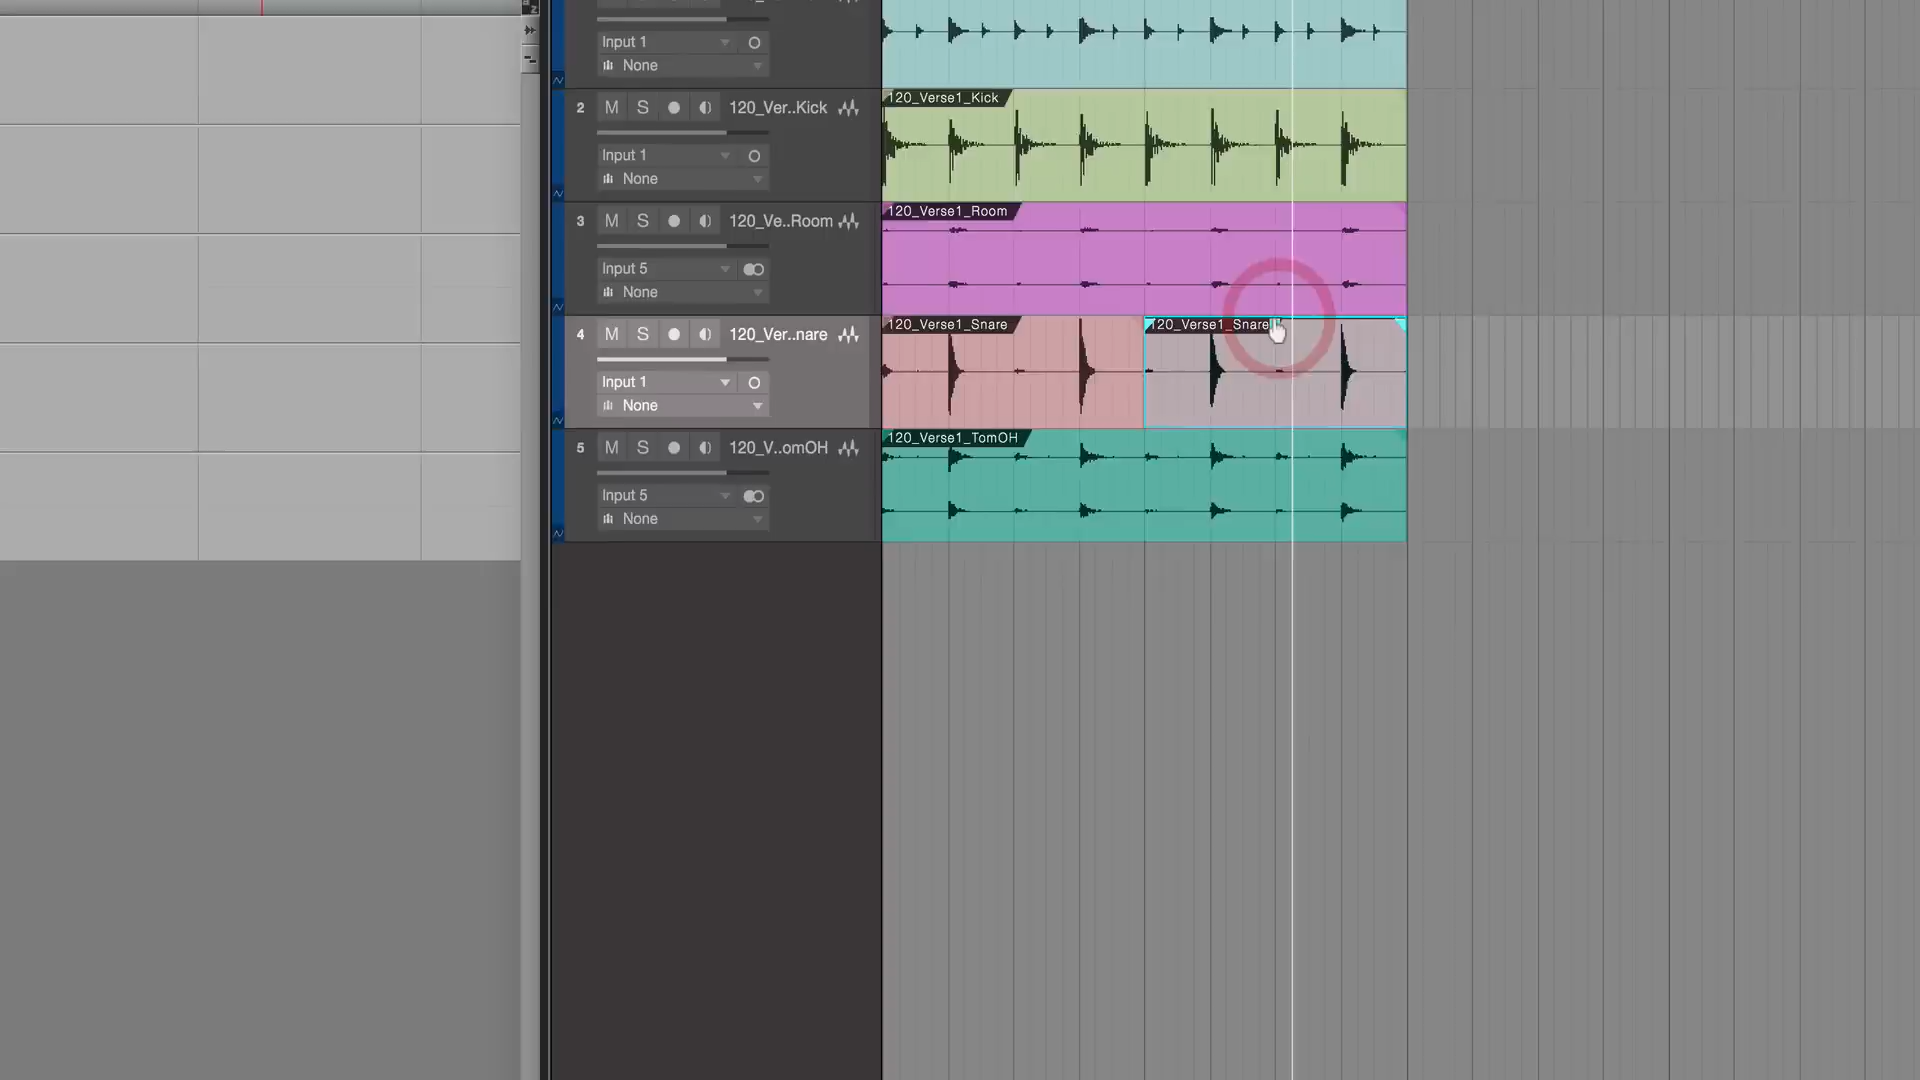 Input 1
None
2 M S 120_Ver..Kick
Input 1
None
3 M S 120_Ve..Room
Input 5
None
4 M S 120_Ver..nare
Input 1
None
5 M S 120_V..omOH
Input 5
None
120_Verse1_Kick
120_Verse1_Room
120_Verse1_Snare
120_Verse1_Snare
120_Verse1_TomOH